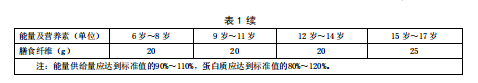 表 1 续
能量及营养素（单位） 6 岁～8 岁 9 岁～11 岁 12 岁～14 岁 15 岁～17 岁
膳食纤维（g） 20 20 20 25
注：能量供给量应达到标准值的90%～110%，蛋白质应达到标准值的80%～120%。